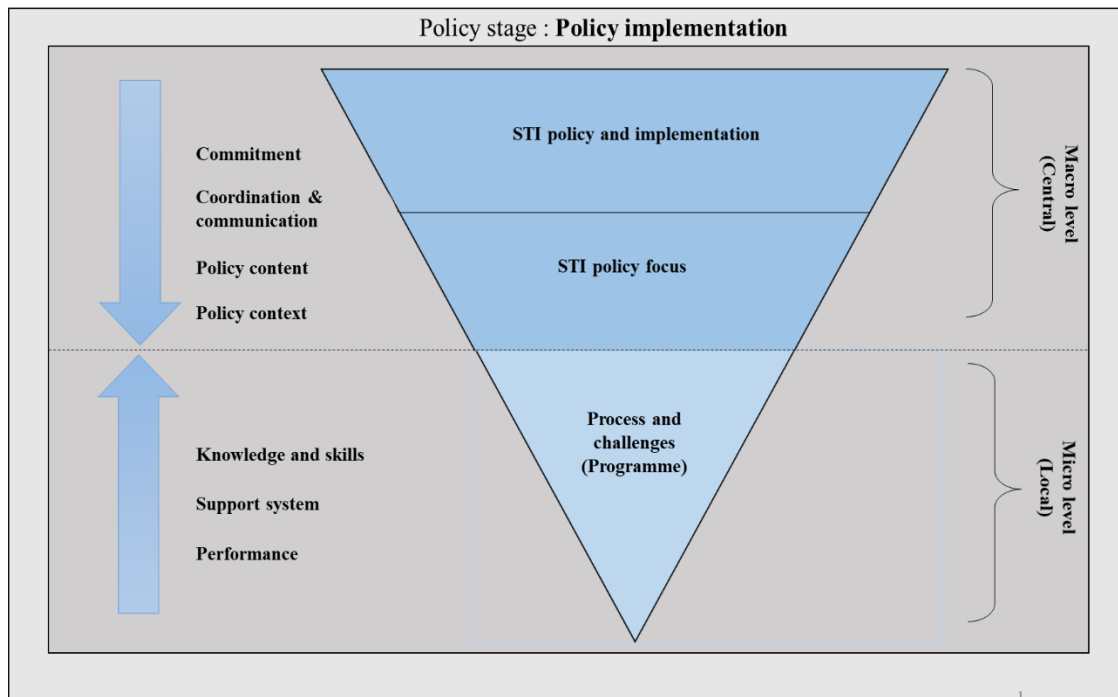 Policy stage : Policy implementation
STI policy and implementation
Commitment
Coordination &
communication
Policy content
Policy context
STI policy focus
Macro level
(Central)
Process and
challenges
(Programme)
Knowledge and skills
Support system
Performance
Micro level
(Local)